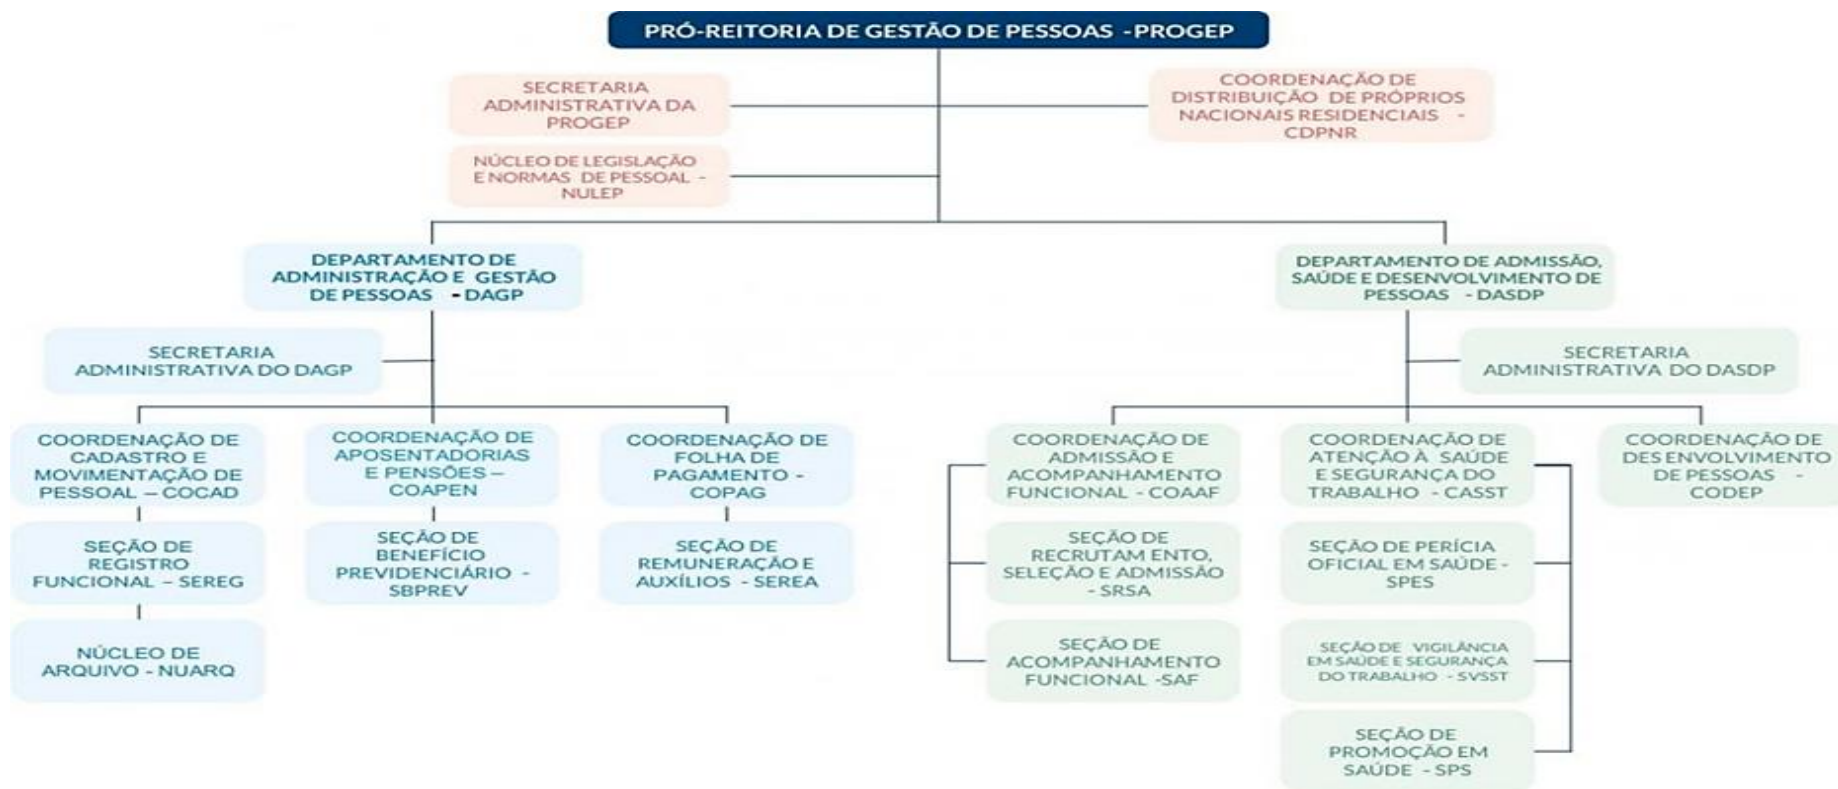 PRÓ-REITORIA DE GESTÃO DE PESSOAS -PROGEP
SECRETARIA
ADMINISTRATIVA DA
PROGEP
COORDENAÇÃO DE
DISTRIBUIÇÃO DE PRÓPRIOS
NACIONAIS RESIDENCIAIS -
CDPNR
NÚCLEO DE LEGISLAÇÃO
E NORMAS DE PESSOAL -
NULEP
DEPARTAMENTO DE
ADMINISTRAÇÃO E GESTÃO
DE PESSOAS - DAGP
DEPARTAMENTO DE ADMISSÃO,
SAÚDE E DESENVOLVIMENTO DE
PESSOAS - DASDP
SECRETARIA
ADMINISTRATIVA DO DAGP
SECRETARIA
ADMINISTRATIVA DO DASDP
COORDENAÇÃO DE
CADASTRO E
MOVIMENTAÇÃO DE
PESSOAL – COCAD
COORDENAÇÃO DE
APOSENTADORIAS
E PENSÕES –
COAPEN
COORDENAÇÃO DE
FOLHA DE
PAGAMENTO -
COPAG
COORDENAÇÃO DE
ADMISSÃO E
ACOMPANHAMENTO
FUNCIONAL - COAAF
COORDENAÇÃO DE
ATENÇÃO À SAÚDE
E SEGURANÇA DO
TRABALHO - CASST
COORDENAÇÃO DE
DES ENVOLVIMENTO
DE PESSOAS -
CODEP
SEÇÃO DE
REGISTRO
FUNCIONAL – SEREG
SEÇÃO DE
BENEFÍCIO
PREVIDENCIÁRIO -
SBPREV
SEÇÃO DE
REMUNERAÇÃO E
AUXÍLIOS - SEREA
SEÇÃO DE
RECRUTAM ENTO,
SELEÇÃO E ADMISSÃO
- SRSA
SEÇÃO DE PERÍCIA
OFICIAL EM SAÚDE -
SPES
NÚCLEO DE
ARQUIVO - NUARQ
SEÇÃO DE
ACOMPANHAMENTO
FUNCIONAL -SAF
SEÇÃO DE VIGILÂNCIA
EM SAÚDE E SEGURANÇA
DO TRABALHO - SVSST
SEÇÃO DE
PROMOÇÃO EM
SAÚDE - SPS